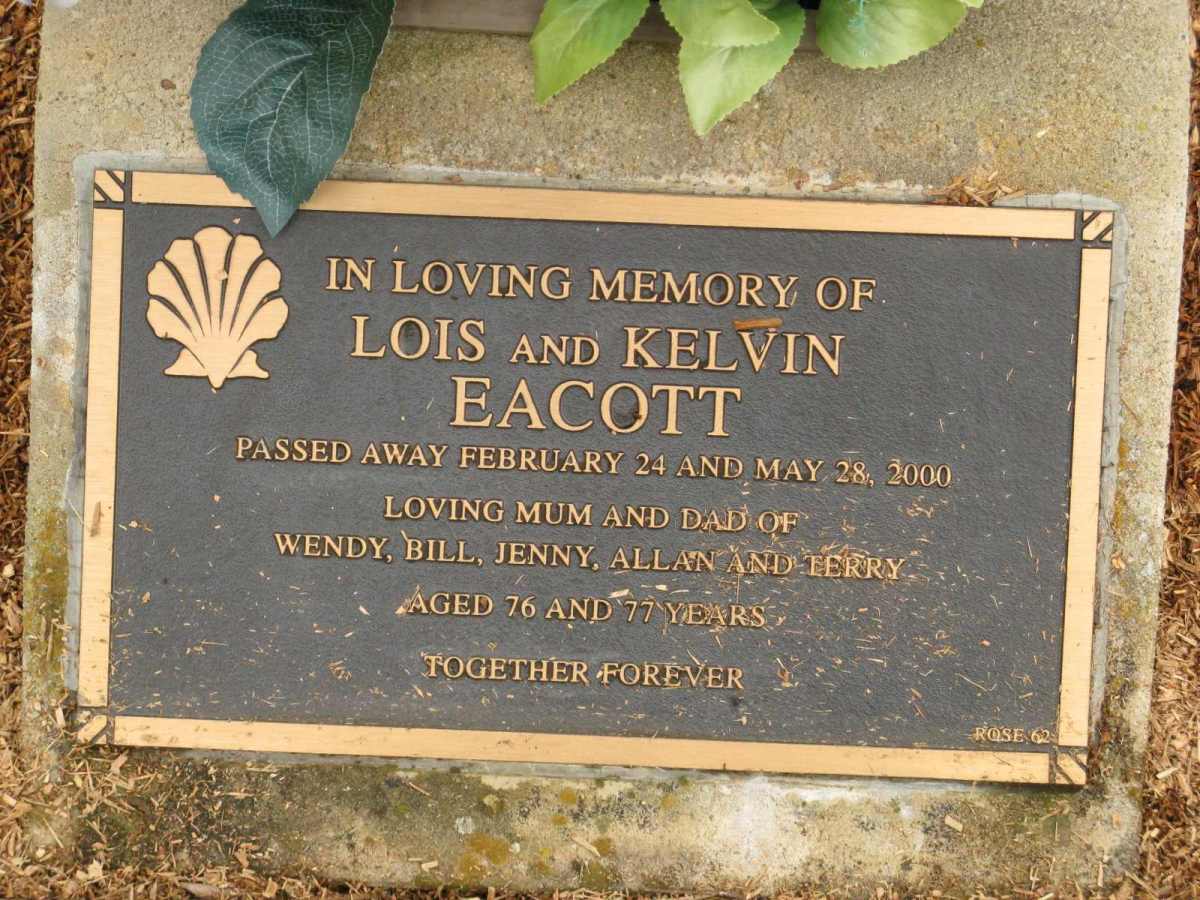 IN LOVING MEMORY OF
LOIS AND KELVIN
EACOTT
PASSED AWAY FEBRUARY 24 AND MAY 28, 2000
LOVING MUM AND DAD OF
WENDY, BILL, JENNY, ALLAN AND TERRY
AGED 76 AND 77 YEARS
TOGETHER FOREVER
ROSE 62